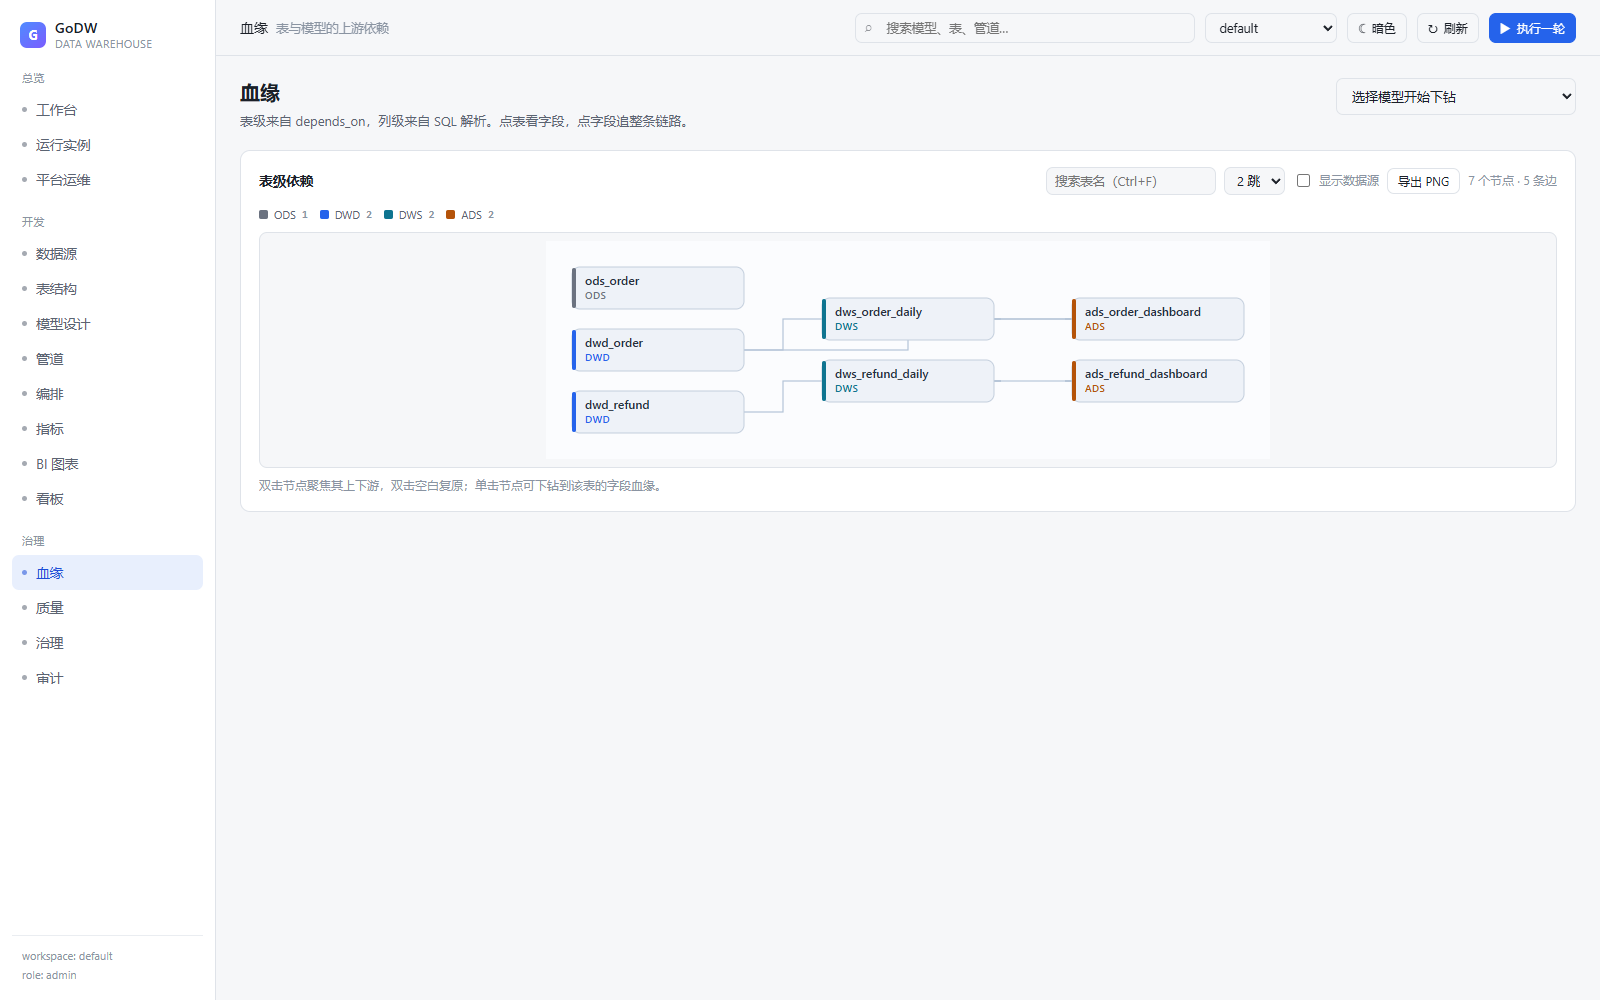 G
GoDW
DATA WAREHOUSE
总览
工作台
运行实例
平台运维
开发
数据源
表结构
模型设计
管道
编排
指标
BI 图表
看板
治理
血缘
质量
治理
审计
workspace: default
role: admin
血缘 表与模型的上游依赖
搜索模型、表、管道...
default
暗色
刷新
执行一轮
血缘
表级来自 depends_on，列级来自 SQL 解析。点表看字段，点字段追整条链路。
选择模型开始下钻
表级依赖
搜索表名（Ctrl+F）
2 跳
显示数据源
导出 PNG
7 个节点 · 5 条边
ODS 1 DWD 2 DWS 2 ADS 2
ods_order
ODS
dwd_order
DWD
dwd_refund
DWD
dws_order_daily
DWS
dws_refund_daily
DWS
ads_order_dashboard
ADS
ads_refund_dashboard
ADS
双击节点聚焦其上下游，双击空白复原；单击节点可下钻到该表的字段血缘。